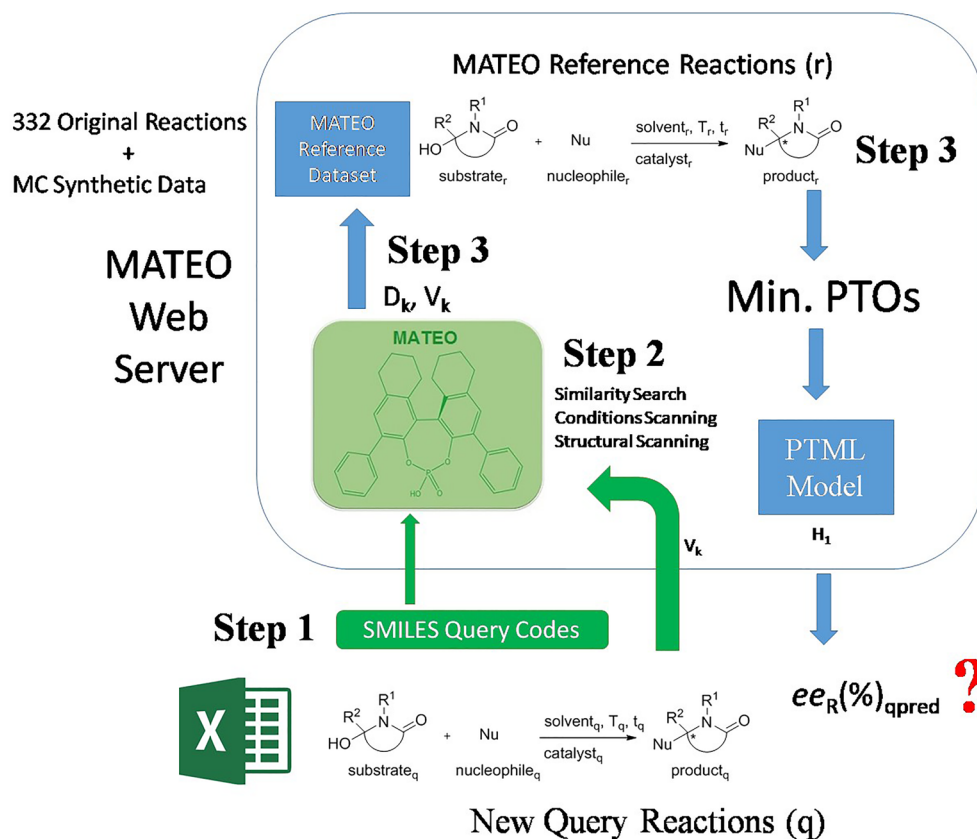 MATEO Reference Reactions (r)
332 Original Reactions
+
MC Synthetic Data
MATEO
Reference
Dataset
R¹
R²
N
O
HO
substrateᵣ
+
Nu
nucleophileᵣ
solventᵣ, Tᵣ, tᵣ
catalystᵣ
R¹
R²
N
O
Nu
*
productᵣ
Step 3
MATEO
Web
Server
Step 3
Dₖ, Vₖ
MATEO
O
O
P
HO
O
Step 2
Similarity Search
Conditions Scanning
Structural Scanning
Min. PTOs
PTML
Model
H₁
Vₖ
Step 1
SMILES Query Codes
eeR(%)qpred ?
X
R¹
R²
N
O
HO
substrateq
+
Nu
nucleophileq
solventq, Tq, tq
catalystq
R¹
R²
N
O
Nu
*
productq
New Query Reactions (q)